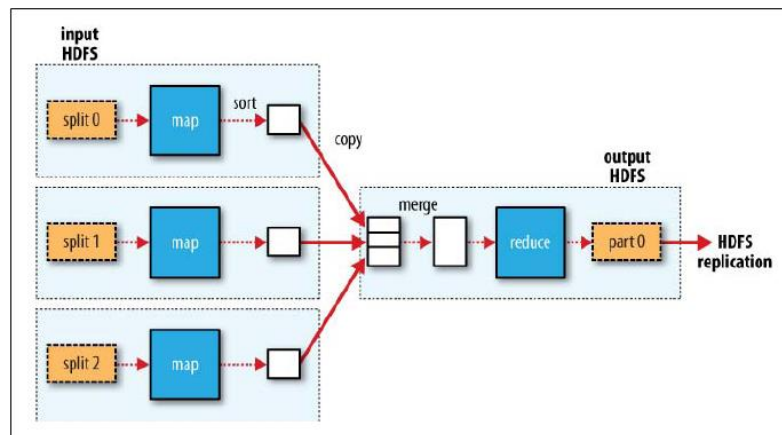 input
HDFS
split 0
map
sort
copy
split 1
map
split 2
map
merge
reduce
output
HDFS
part 0
HDFS
replication